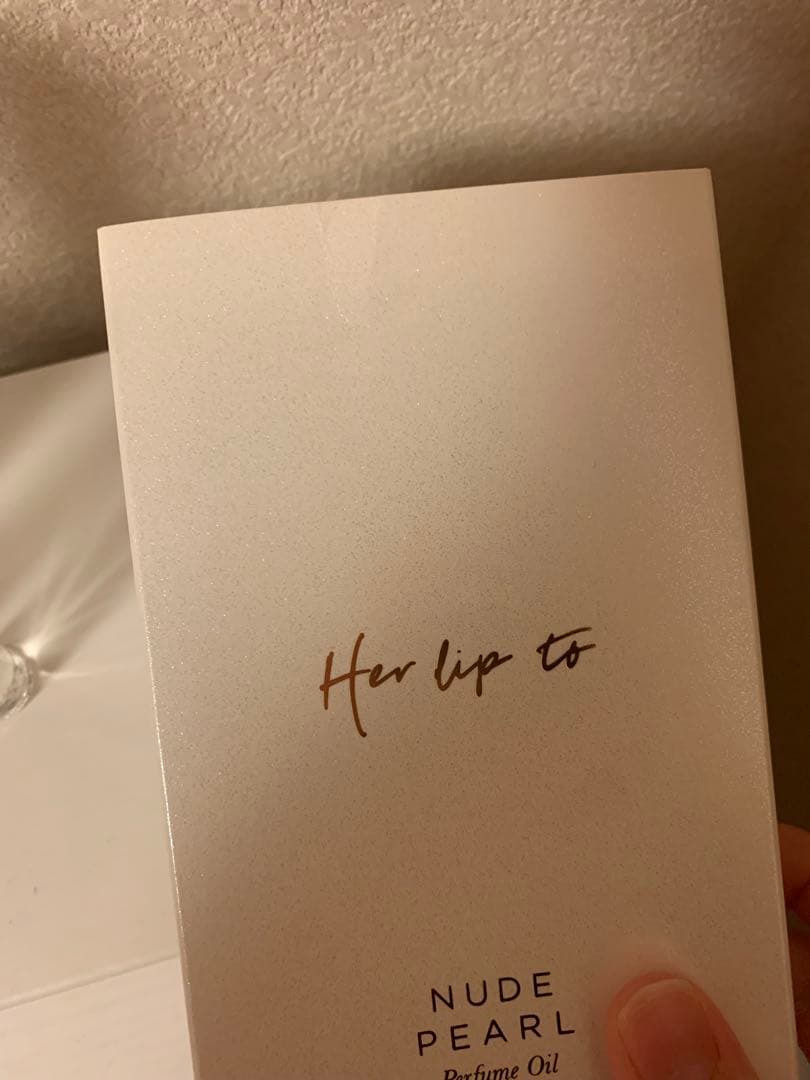 Her lip to
NUDE
PEARL
Perfume Oil